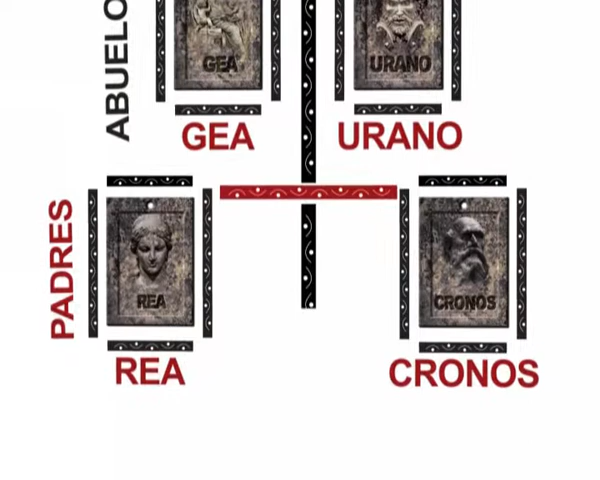 ABUELO
GEA
URANO
GEA
URANO
PADRES
REA
CRONOS
REA
CRONOS